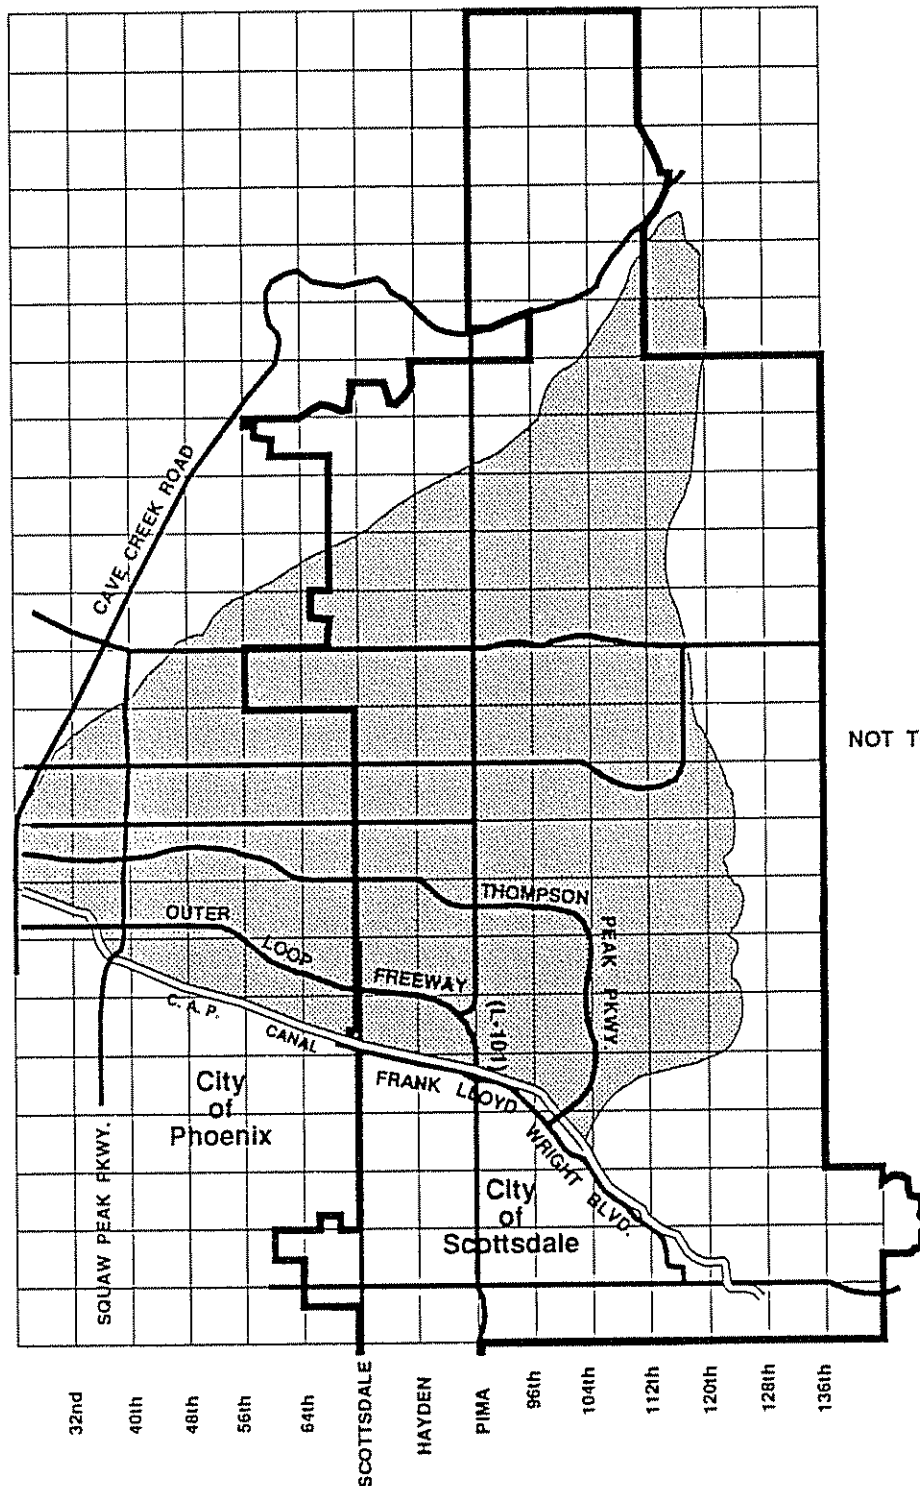 CAVE CREEK ROAD
NOT T
OUTER
LOOP
FREEWAY
(L-101)
THOMPSON
PEAK PKWY.
C. A. P.
CANAL
FRANK LLOYD
WRIGHT BLVD.
City
of
Phoenix
City
of
Scottsdale
SQUAW PEAK PKWY.
32nd
40th
48th
56th
64th
SCOTTSDALE
HAYDEN
PIMA
96th
104th
112th
120th
128th
136th